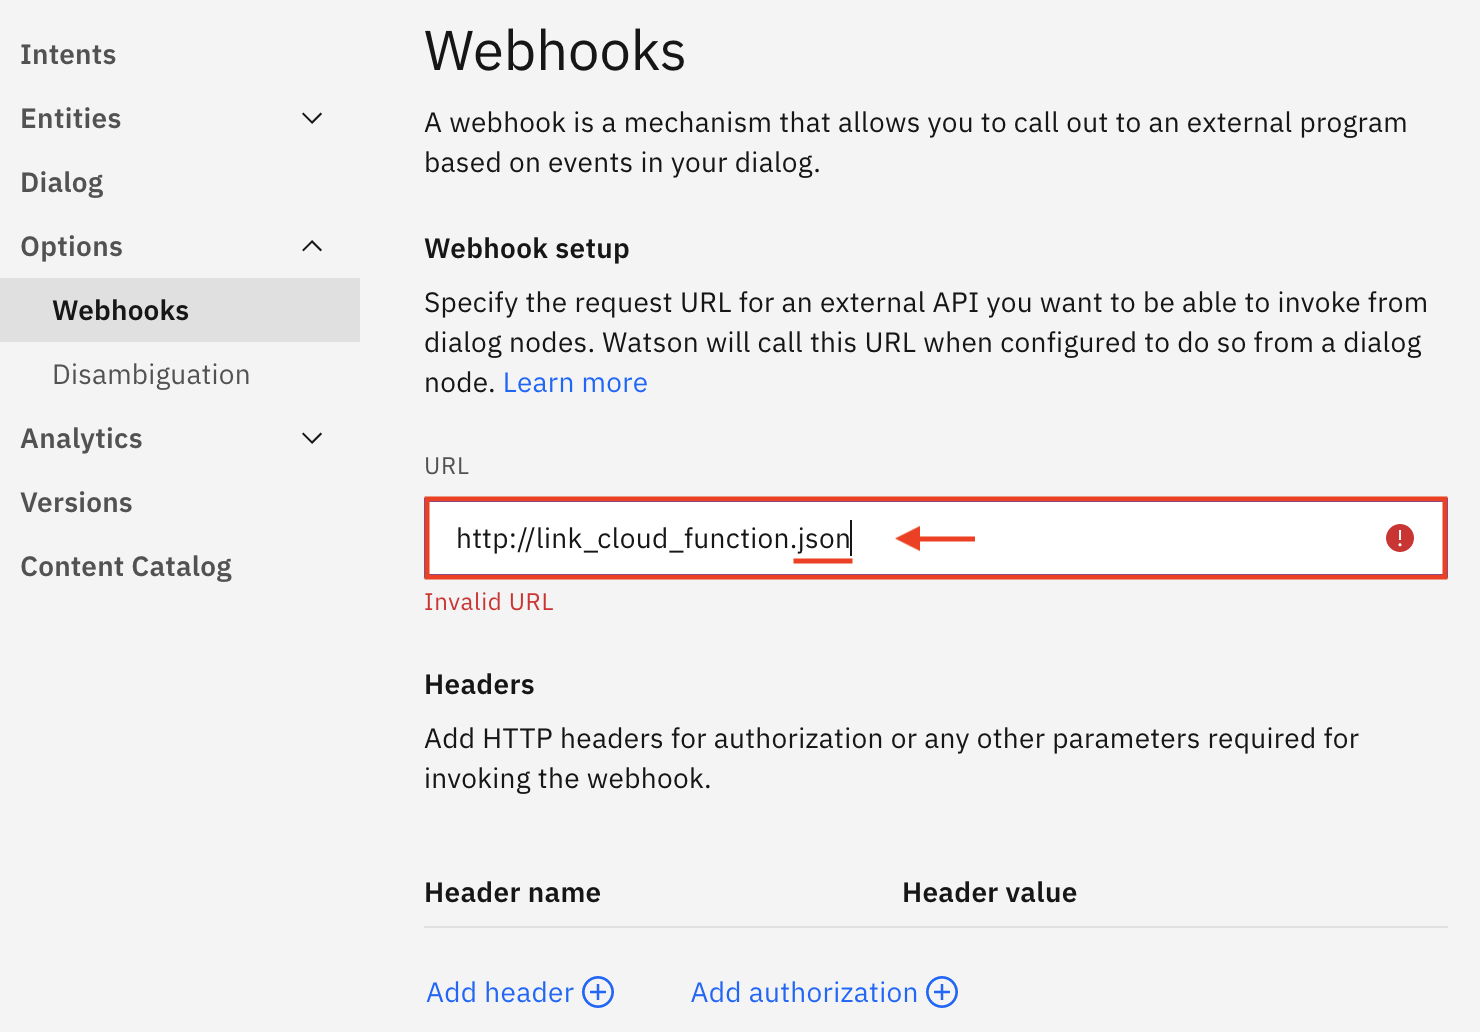 Intents
Entities
Dialog
Options
Webhooks
Disambiguation
Analytics
Versions
Content Catalog
Webhooks
A webhook is a mechanism that allows you to call out to an external program
based on events in your dialog.
Webhook setup
Specify the request URL for an external API you want to be able to invoke from
dialog nodes. Watson will call this URL when configured to do so from a dialog
node. Learn more
URL
http://link_cloud_function.json
Invalid URL
Headers
Add HTTP headers for authorization or any other parameters required for
invoking the webhook.
Header name Header value
Add header Add authorization